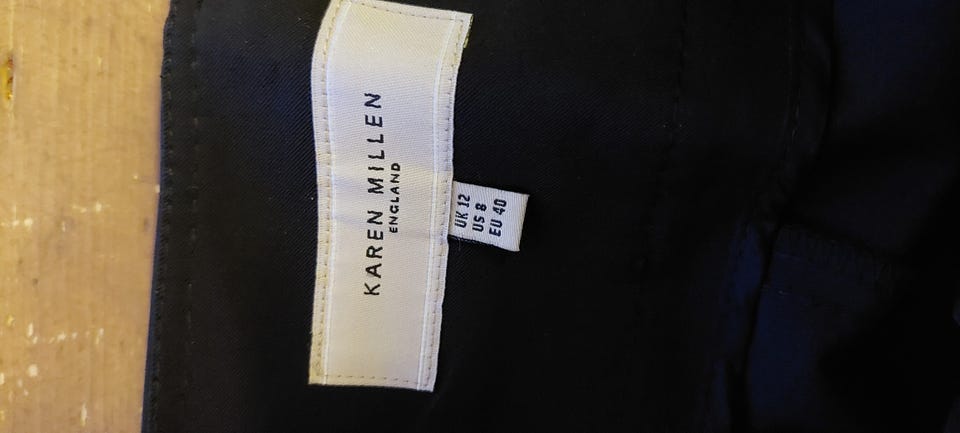 KAREN MILLEN
ENGLAND
UK 12
US 8
EU 40